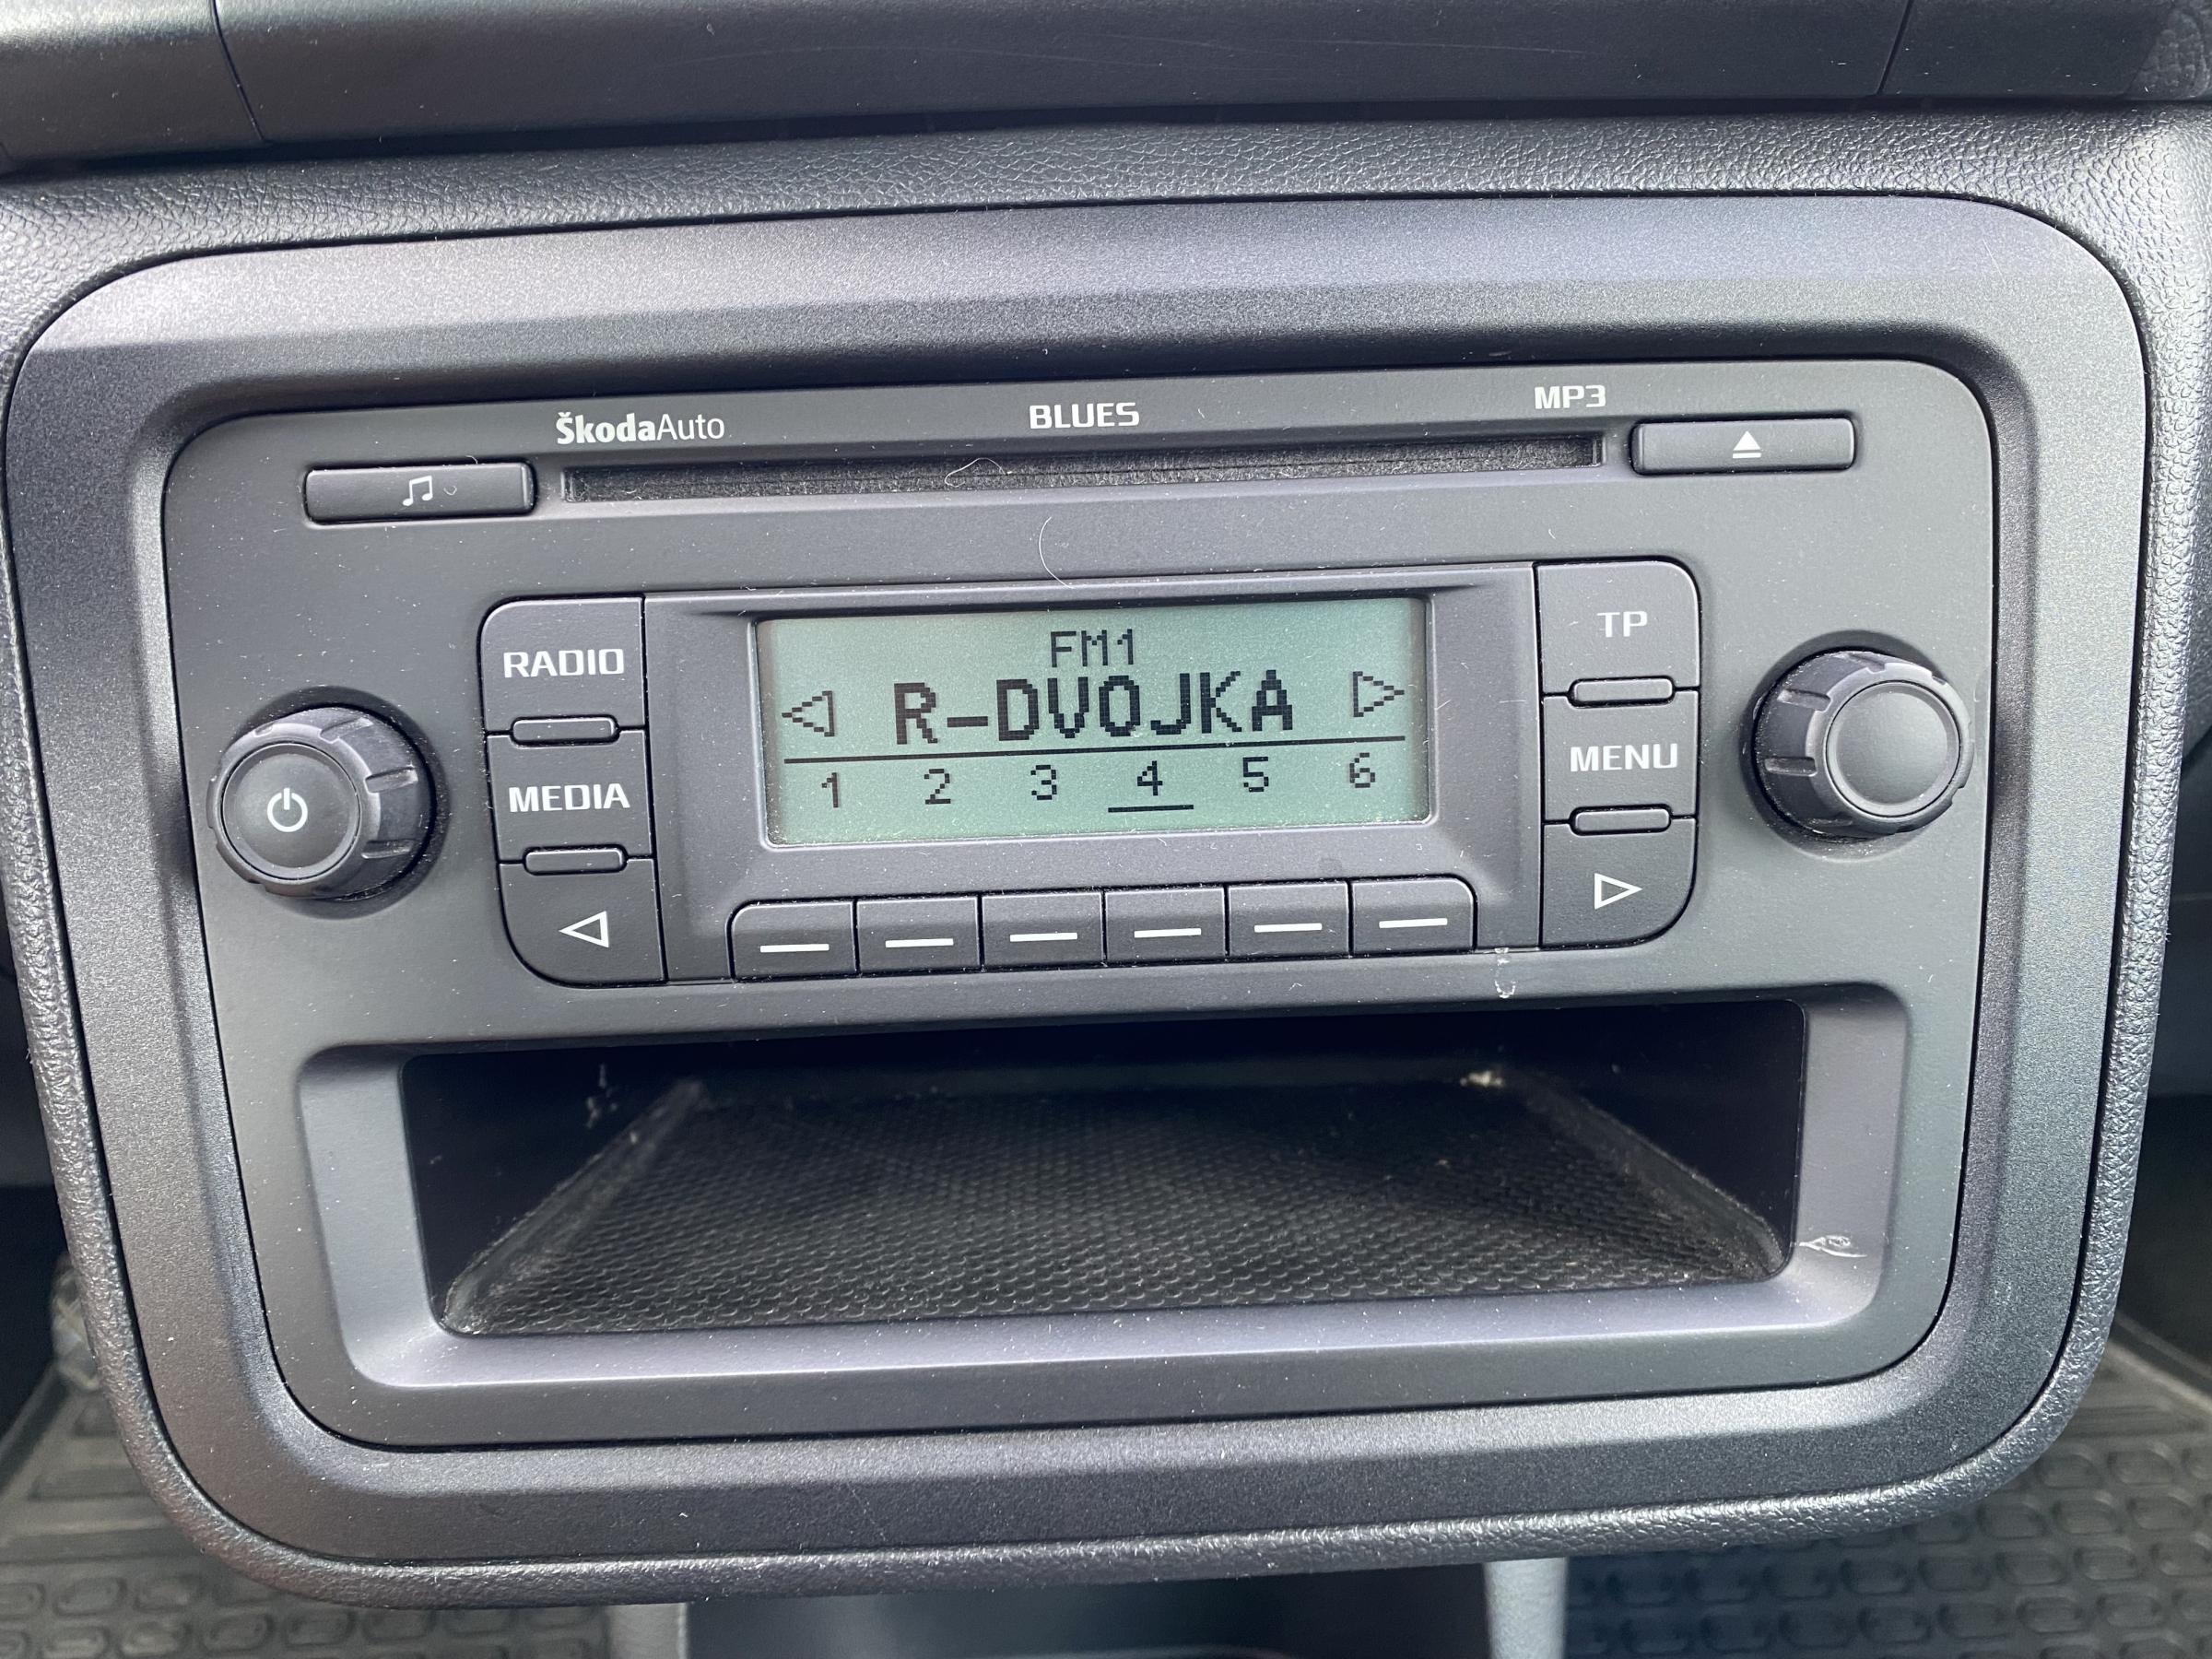 ŠkodaAuto
BLUES
MP3
RADIO
MEDIA
FM1
R-DVOJKA
1 2 3 4 5 6
TP
MENU